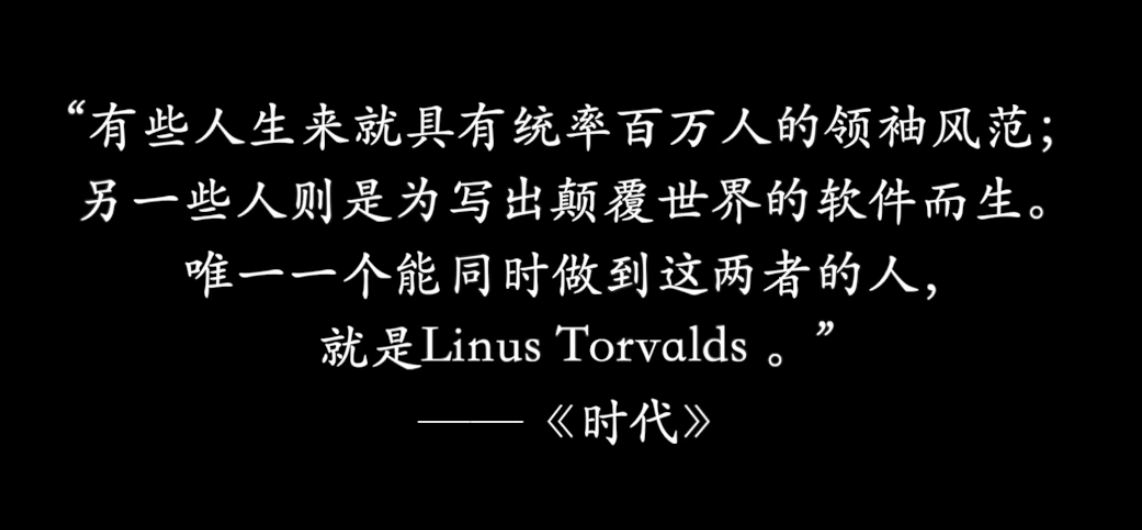 “有些人生来就具有统率百万人的领袖风范；
另一些人则是为写出颠覆世界的软件而生。
唯一一个能同时做到这两者的人，
就是Linus Torvalds 。”
——《时代》